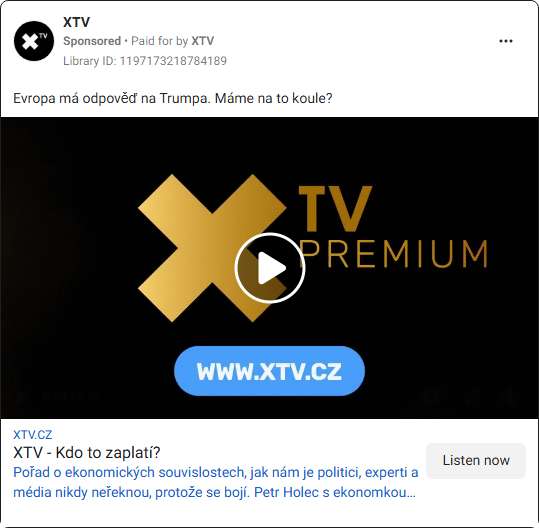 XTV
Sponsored • Paid for by XTV
Library ID: 1197173218784189
Evropa má odpověď na Trumpa. Máme na to koule?
TV
PREMIUM
WWW.XTV.CZ
XTV.CZ
XTV - Kdo to zaplatí?
Pořad o ekonomických souvislostech, jak nám je politici, experti a
média nikdy neřeknou, protože se bojí. Petr Holec s ekonomkou...
Listen now